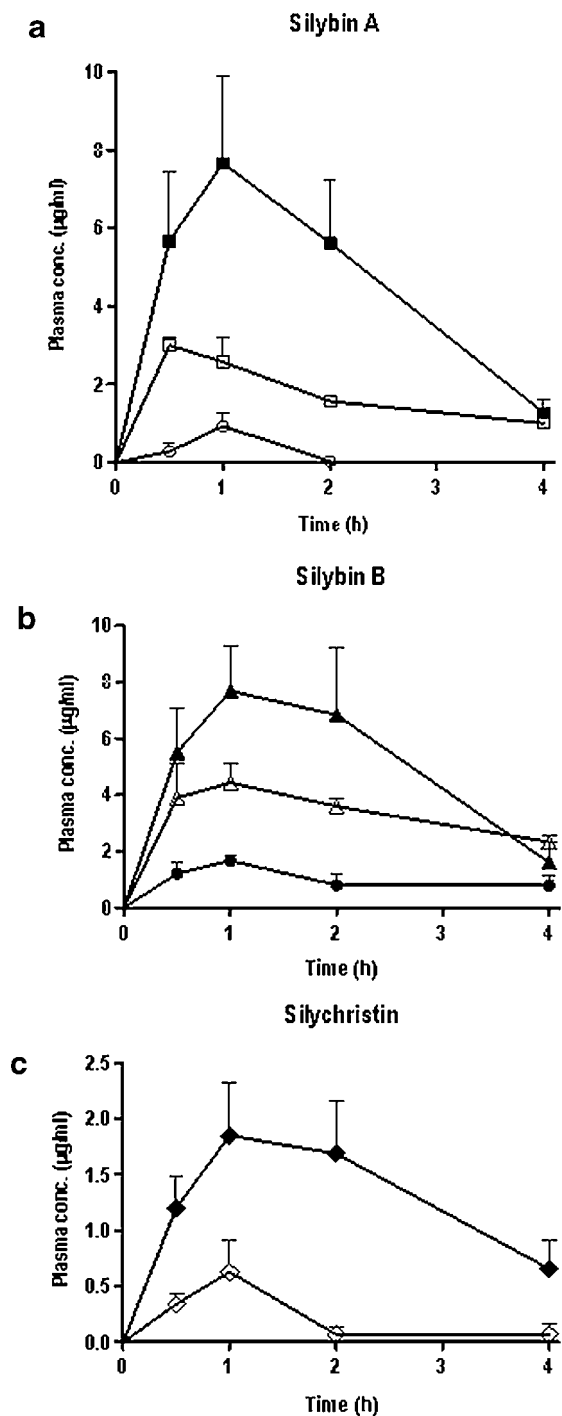 a
Silybin A
10
8
6
4
2
0
Plasma conc. (µg/ml)
0 1 2 3 4
Time (h)
Silybin B
b
10
8
6
4
2
0
Plasma conc. (µg/ml)
0 1 2 3 4
Time (h)
Silychristin
c
2.5
2.0
1.5
1.0
0.5
0.0
Plasma conc. (µg/ml)
0 1 2 3 4
Time (h)